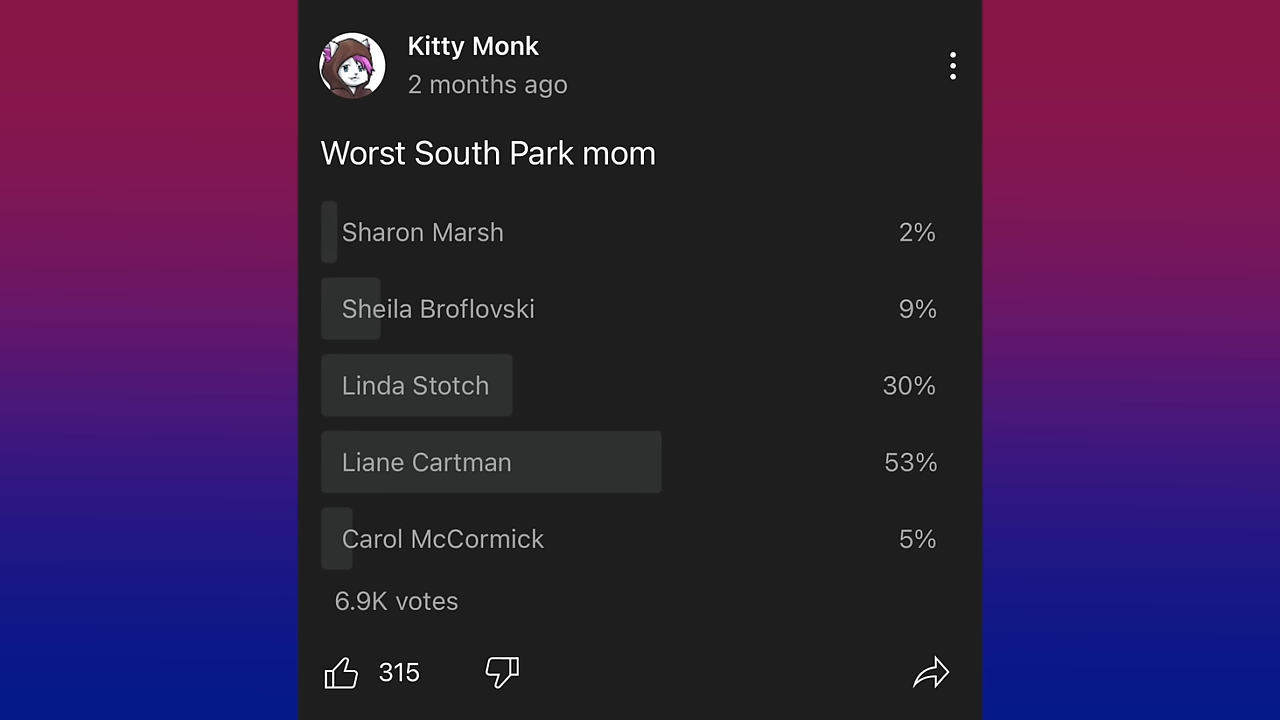 Kitty Monk
2 months ago
Worst South Park mom
Sharon Marsh 2%
Sheila Broflovski 9%
Linda Stotch 30%
Liane Cartman 53%
Carol McCormick 5%
6.9K votes
315